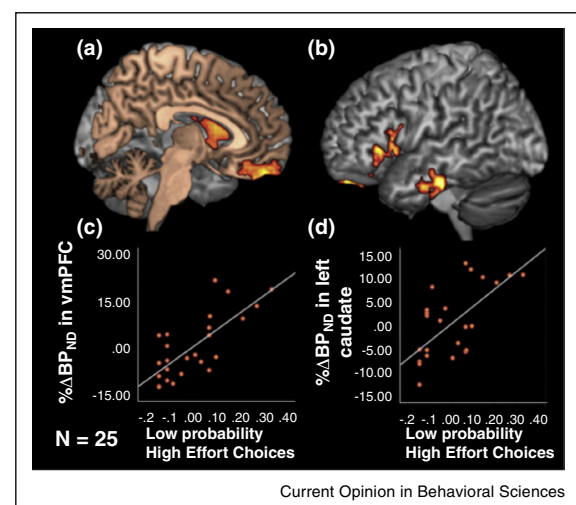 (a)
(b)
(c)
(d)
%ΔBP_ND in vmPFC
30.00
15.00
.00
-15.00
-.2 -.1 .00 .10 .20 .30 .40
Low probability
High Effort Choices
N = 25
%ΔBP_ND in left
caudate
15.00
10.00
5.00
.00
-5.00
-10.00
-15.00
-.2 -.1 .00 .10 .20 .30 .40
Low probability
High Effort Choices
Current Opinion in Behavioral Sciences